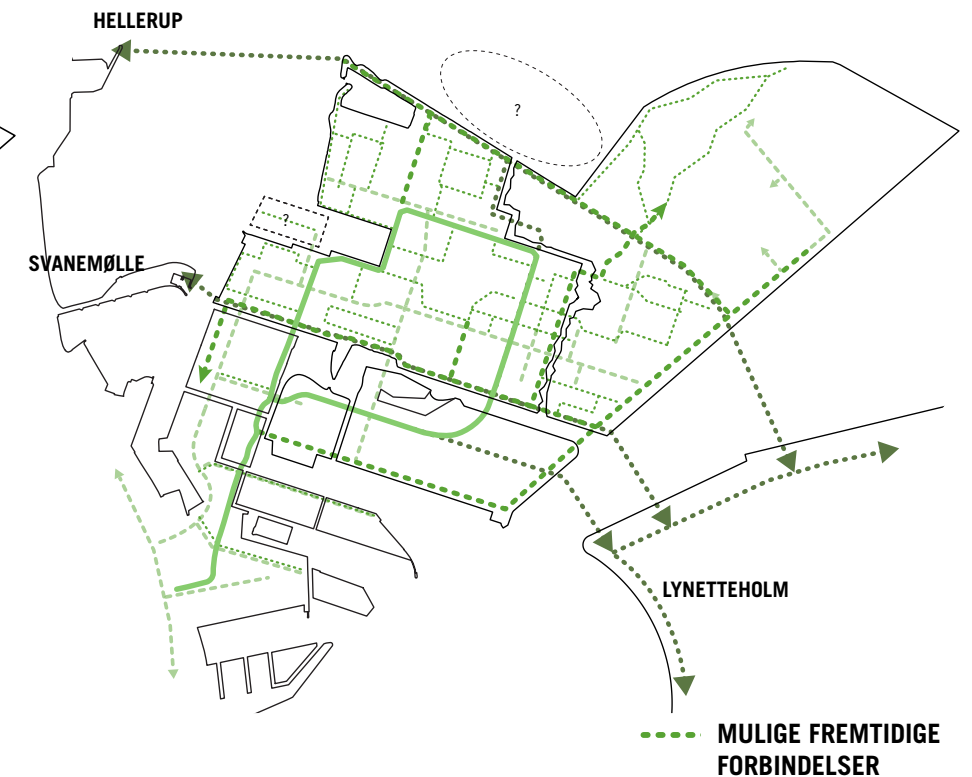 HELLERUP
?
?
SVANEMØLLE
LYNETTEHOLM
MULIGE FREMTIDIGE
FORBINDELSER